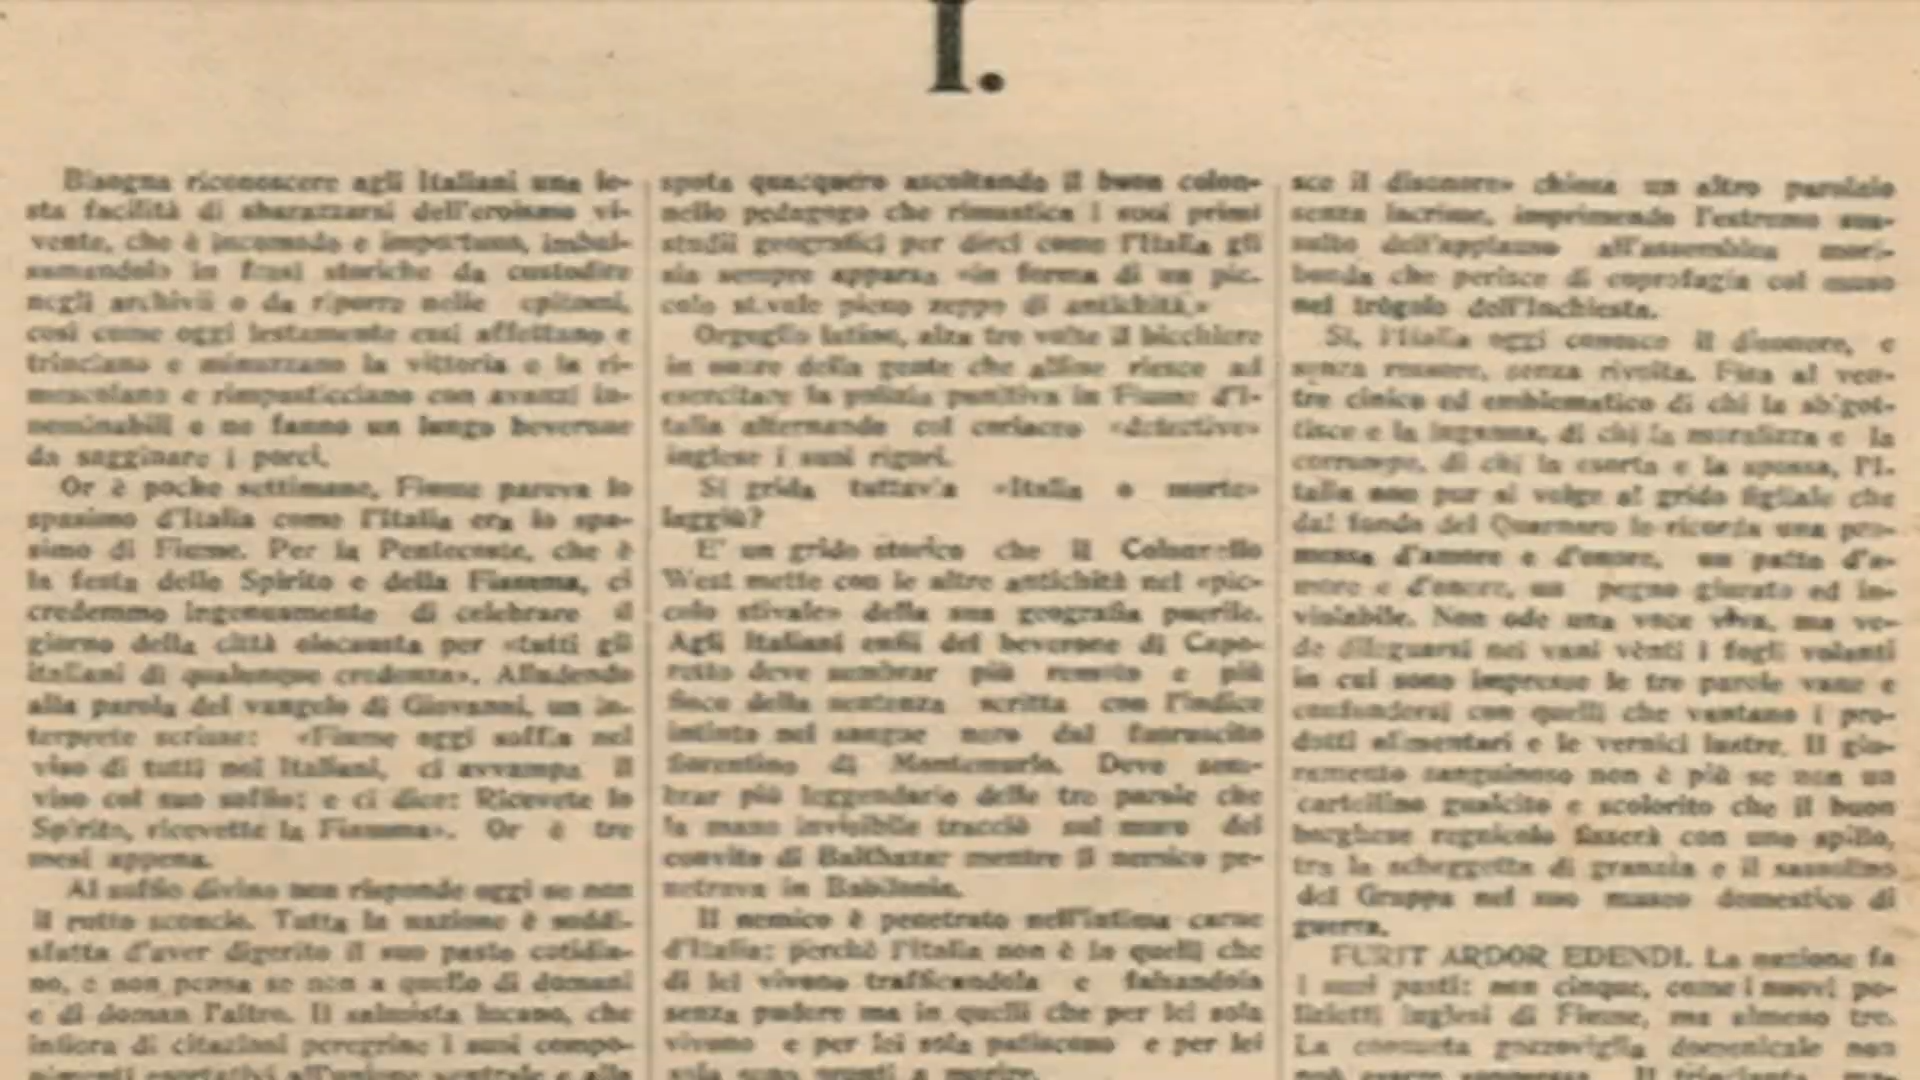 I.
Bisogna riconoscere agli Italiani una le-
sta facilità di sbarazzarsi dell'eroismo vi-
vente, che è incomodo e importuno, imbal-
samandolo in frasi storiche da custodire
negli archivii o da riporre nelle epitomi,
così come oggi lestamente essi affettano e
trinciano e minuzzano la vittoria e la ri-
mescolano e rimpasticciano con avanzi in-
nominabili e ne fanno un lungo beverone
da sagginare i porci.
Or è poche settimane, Fiume pareva lo
spasimo d'Italia come l'Italia era lo spa-
simo di Fiume. Per la Pentecoste, che è
la festa dello Spirito e della Fiamma, ci
credemmo ingenuamente di celebrare il
giorno della città olocausta per «tutti gli
italiani di qualunque credenza». Alludendo
alla parola del vangelo di Giovanni, un in-
terprete scrisse: «Fiume oggi soffia nel
viso di tutti noi Italiani, ci avvampa il
viso col suo soffio; e ci dice: Ricevete lo
Spirito, ricevette la Fiamma». Or è tre
mesi appena.
Al soffio divino non risponde oggi se non
il rutto sconcio. Tutta la nazione è soddi-
sfatta d'aver digerito il suo pasto cotidia-
no, e non pensa se non a quello di domani
e di doman l'altro. Il salmista lucano, che
infiora di citazioni peregrine i suoi compo-
nimenti esortativi all'unione centrale e alla
spota quacquero ascoltando il buon colon-
nello pedagogo che rimastica i suoi primi
studii geografici per dirci come l'Italia gli
sia sempre apparsa «in forma di un pic-
colo stivale pieno zeppo di antichità.»
Orgoglio latino, alza tre volte il bicchiere
in onore della gente che alfine riesce ad
esercitare la polizia punitiva in Fiume d'I-
talia alternando col coriaceo «detective»
inglese i suoi rigori.
Si grida tuttavia «Italia o morte»
laggiù?
E' un grido storico che il Colonnello
West mette con le altre antichità nel «pic-
colo stivale» della sua geografia puerile.
Agli Italiani enfii del beverone di Capo-
retto deve sembrar più remoto e più
fioco della sentenza scritta con l'indice
intinto nel sangue nero dal fuoruscito
fiorentino di Montemurlo. Deve sem-
brar più leggendario delle tre parole che
la mano invisibile tracciò sul muro del
convito di Balthazar mentre il nemico pe-
netrava in Babilonia.
Il nemico è penetrato nell'intima carne
d'Italia; perchè l'Italia non è in quelli che
di lei vivono trafficandola e falsandola
senza pudore ma in quelli che per lei sola
vivono e per lei sola patiscono e per lei
sola sono pronti a morire.
sce il disonore» chiosa un altro parolaio
senza lacrime, imprimendo l'estremo sus-
sulto dell'applauso all'assemblea mori-
bonda che perisce di coprofagia col muso
nel trògolo dell'Inchiesta.
Sì, l'Italia oggi conosce il disonore, e
senza rossore, senza rivolta. Fisa al ven-
tre cinico ed emblematico di chi la sbigot-
tisce e la inganna, di chi la moralizza e la
corrompe, di chi la esorta e la spossa, l'I-
talia non pur si volge al grido figliale che
dal fondo del Quarnaro le ricorda una pro-
messa d'amore e d'onore, un patto d'a-
more e d'onore, un pegno giurato ed in-
violabile. Non ode una voce viva, ma ve-
de dileguarsi nei vani vènti i fogli volanti
in cui sono impresse le tre parole vane e
confondersi con quelli che vantano i pro-
dotti alimentari e le vernici lustre. Il giu-
ramento sanguinoso non è più se non un
cartellino gualcito e scolorito che il buon
borghese regnicolo fisserà con uno spillo,
tra la scheggetta di granata e il sassolino
del Grappa nel suo museo domestico di
guerra.
FURIT ARDOR EDENDI. La nazione fa
i suoi pasti: non cinque, come i nuovi po-
liziotti inglesi di Fiume, ma almeno tre.
La consueta gozzoviglia domenicale non
può essere